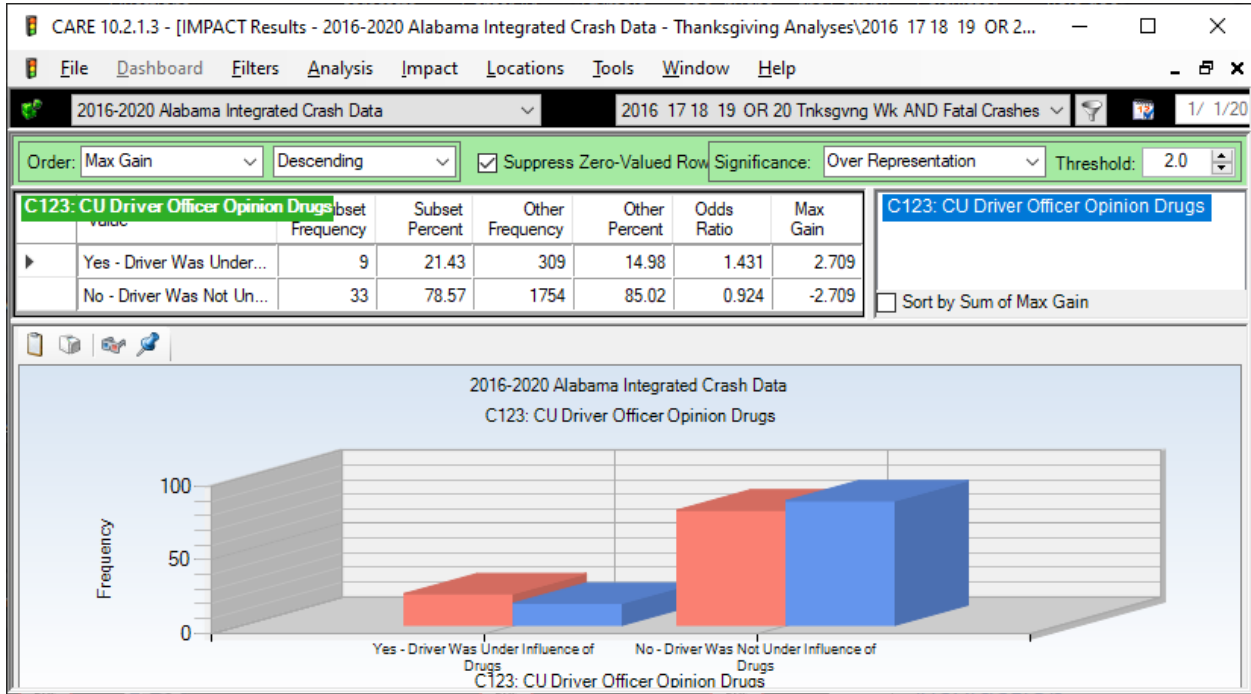 CARE 10.2.1.3 - [IMPACT Results - 2016-2020 Alabama Integrated Crash Data - Thanksgiving Analyses\2016 17 18 19 OR 2...
File Dashboard Filters Analysis Impact Locations Tools Window Help
2016-2020 Alabama Integrated Crash Data 2016 17 18 19 OR 20 Tnksgvng Wk AND Fatal Crashes 1/ 1/20
Order: Max Gain Descending Suppress Zero-Valued Row Significance: Over Representation Threshold: 2.0
C123: CU Driver Officer Opinion Drugs
Subset Other Other Odds Max
Frequency Percent Frequency Percent Ratio Gain
Yes - Driver Was Under... 9 21.43 309 14.98 1.431 2.709
No - Driver Was Not Un... 33 78.57 1754 85.02 0.924 -2.709
C123: CU Driver Officer Opinion Drugs
Sort by Sum of Max Gain
2016-2020 Alabama Integrated Crash Data
C123: CU Driver Officer Opinion Drugs
100
50
0
Frequency
Yes - Driver Was Under Influence of
Drugs
No - Driver Was Not Under Influence of
Drugs
C123: CU Driver Officer Opinion Drugs